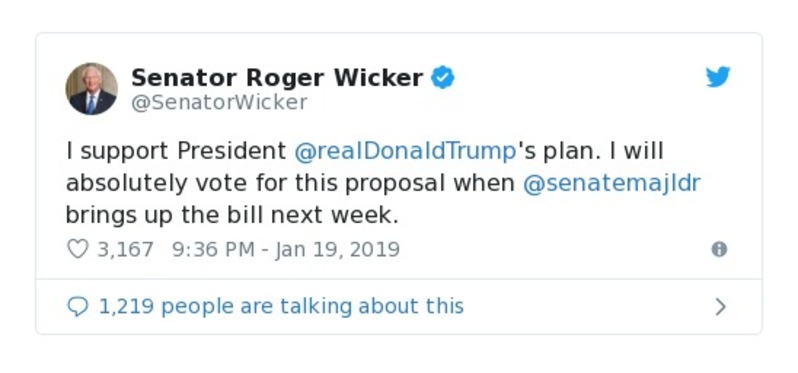 Senator Roger Wicker
@SenatorWicker
I support President @realDonaldTrump's plan. I will
absolutely vote for this proposal when @senatemajldr
brings up the bill next week.
3,167 9:36 PM - Jan 19, 2019
1,219 people are talking about this